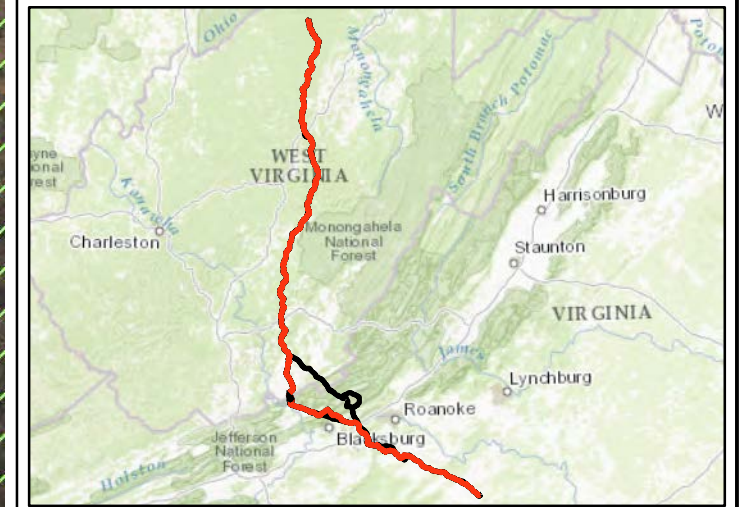 Ohio
Monongahela
South Branch Potomac
Kanawha
WEST
VIRGINIA
Harrisonburg
Charleston
Monongahela
National
Forest
Staunton
VIRGINIA
James
Lynchburg
Roanoke
Blacksburg
Jefferson
National
Forest
Holston